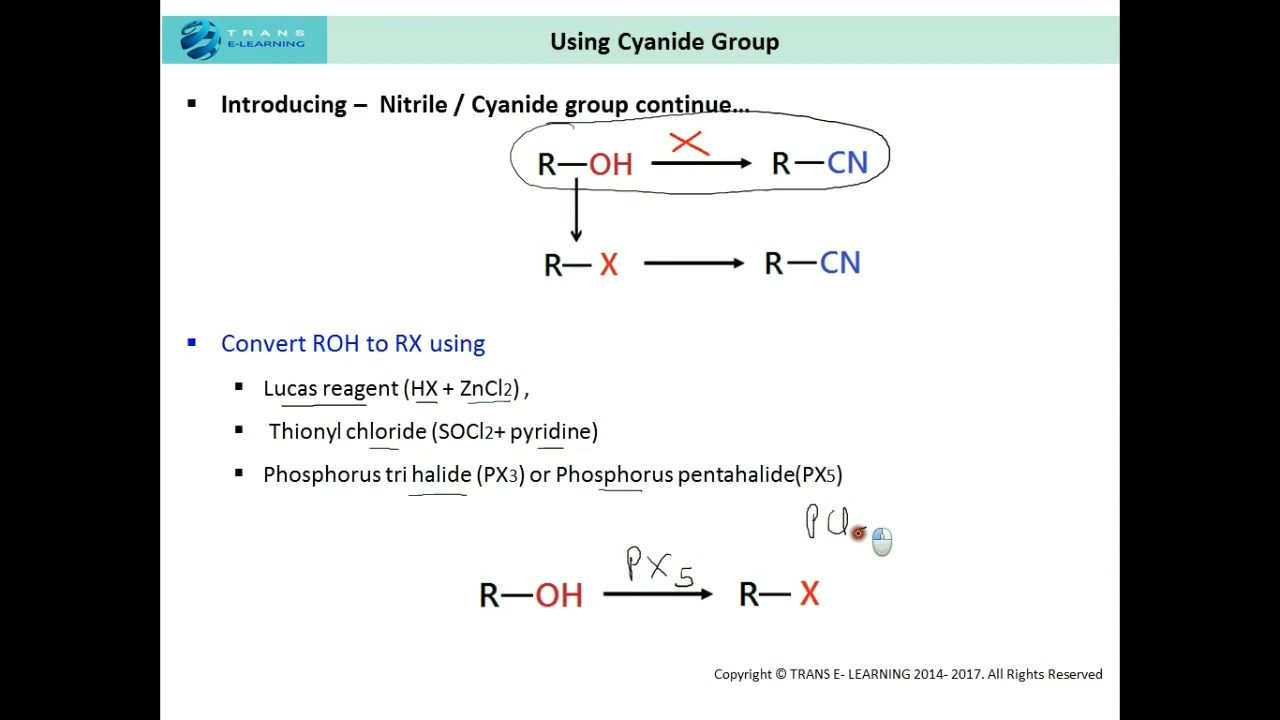 TRANS
E-LEARNING
Using Cyanide Group
▪ Introducing – Nitrile / Cyanide group continue...
R—OH X R—CN
R—X R—CN
▪ Convert ROH to RX using
▪ Lucas reagent (HX + ZnCl2) ,
▪ Thionyl chloride (SOCl2+ pyridine)
▪ Phosphorus tri halide (PX3) or Phosphorus pentahalide(PX5)
PCl
PX5
R—OH R—X
Copyright © TRANS E- LEARNING 2014- 2017. All Rights Reserved